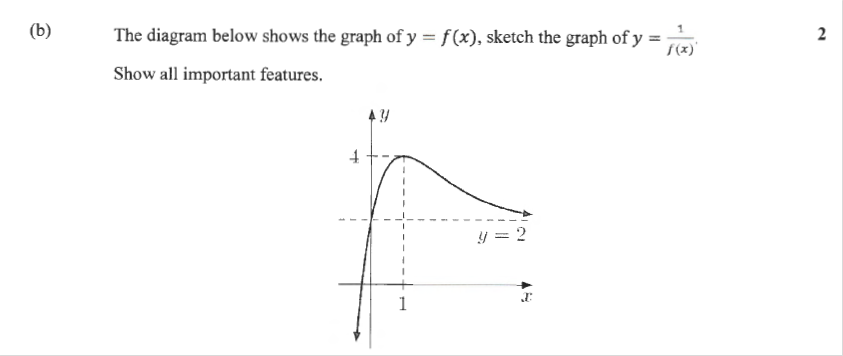 (b) The diagram below shows the graph of y = f(x), sketch the graph of y = 1/f(x). 2
Show all important features.
y
4
y = 2
1
x